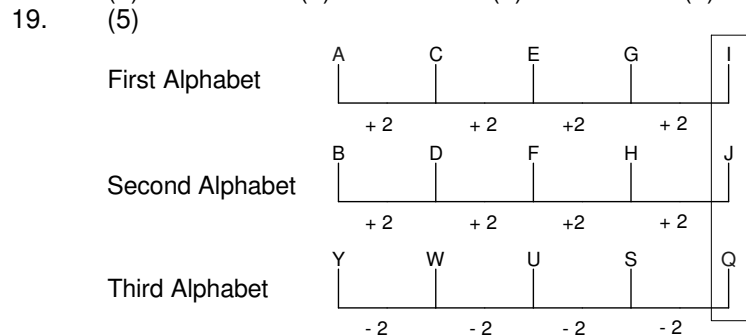 19. (5)
A C E G I
First Alphabet
+ 2 + 2 +2 + 2
B D F H J
Second Alphabet
+ 2 + 2 +2 + 2
Y W U S Q
Third Alphabet
- 2 - 2 - 2 - 2